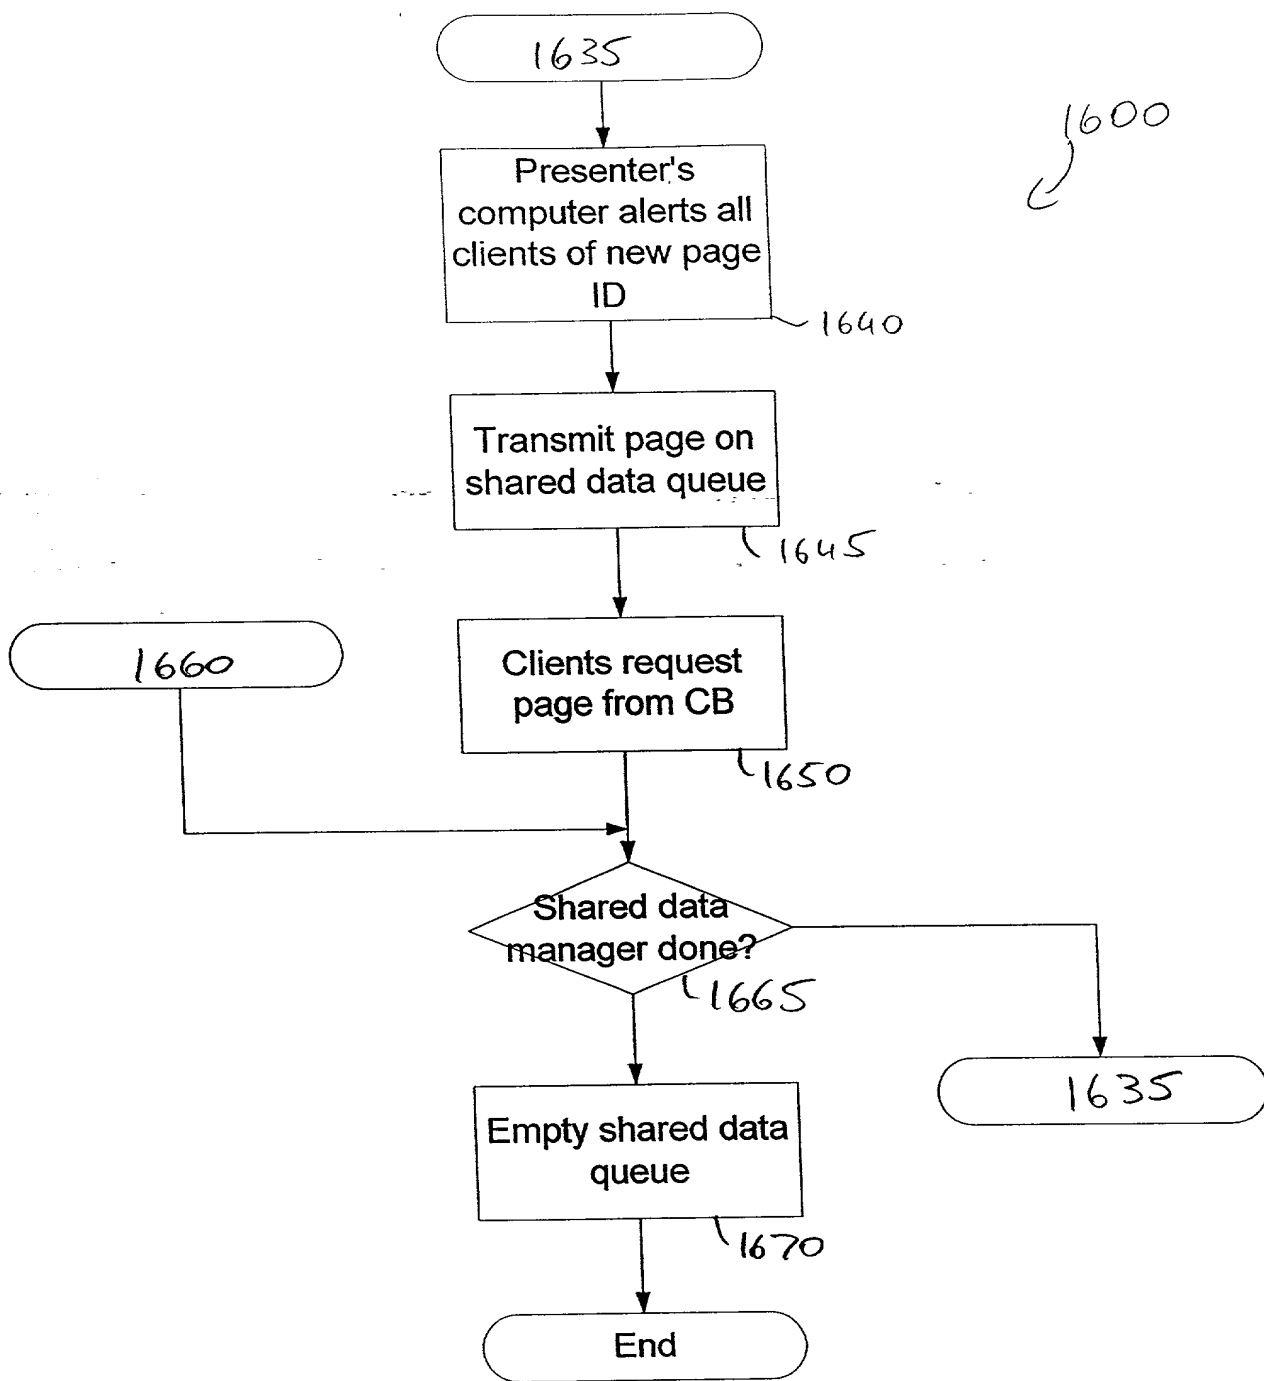 1635
1600
Presenter's
computer alerts all
clients of new page
ID
1640
Transmit page on
shared data queue
1645
1660
Clients request
page from CB
1650
Shared data
manager done?
1665
1635
Empty shared data
queue
1670
End